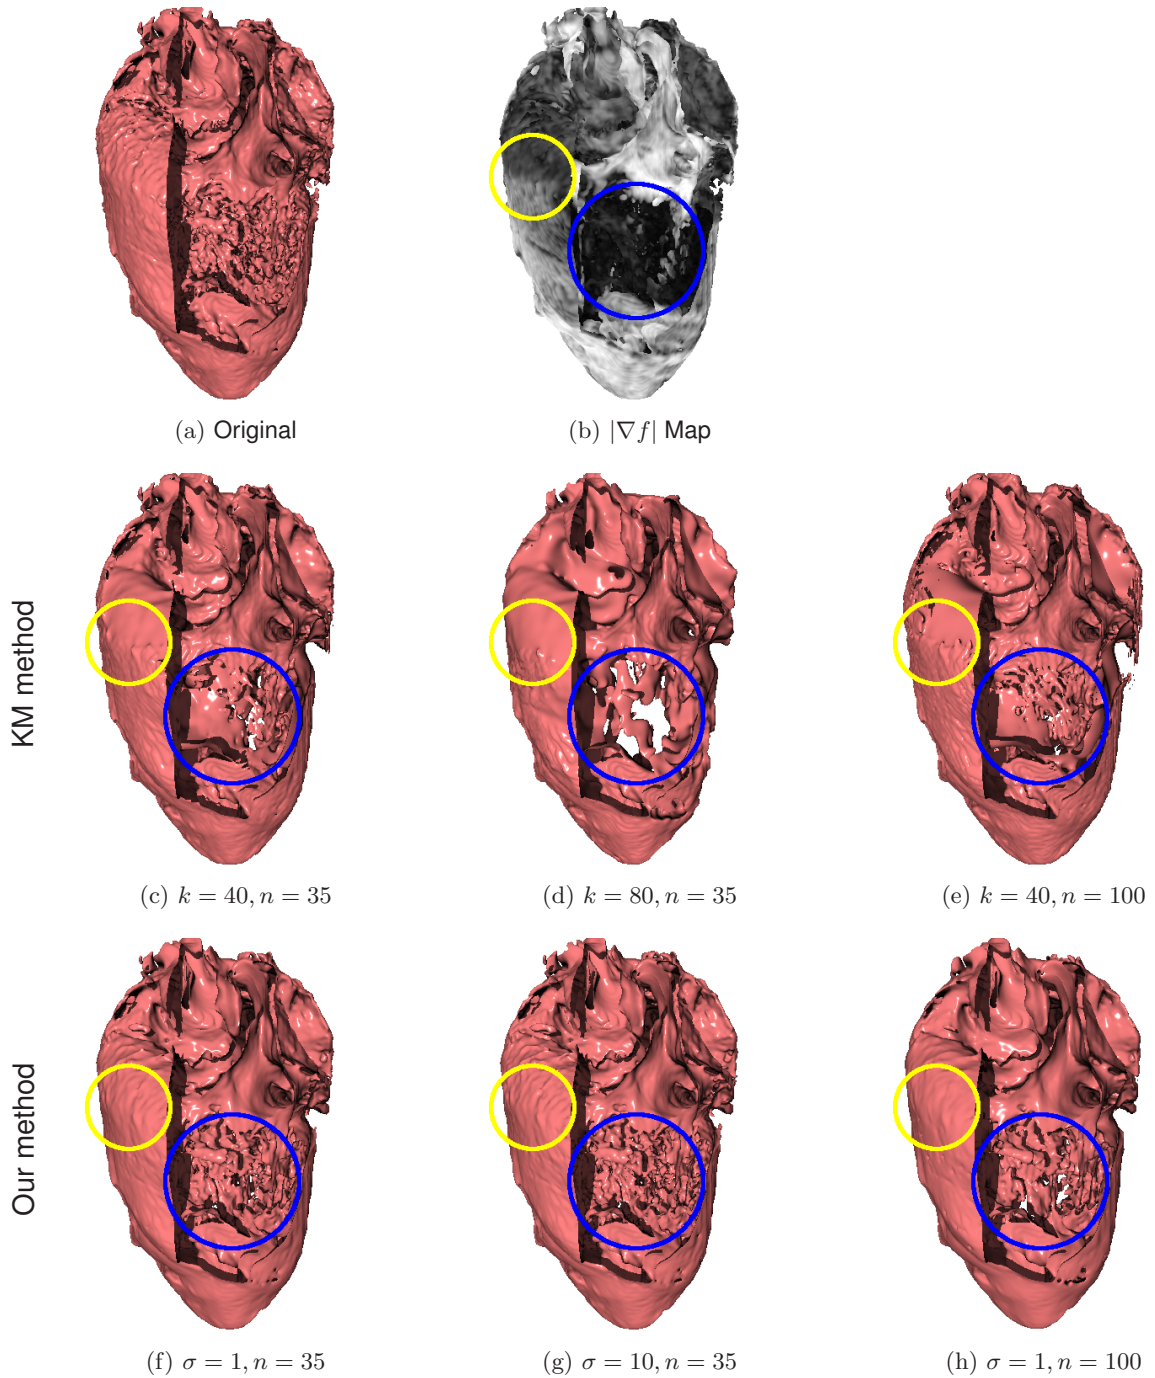 (a) Original
(b) |∇f| Map
KM method
(c) k = 40, n = 35
(d) k = 80, n = 35
(e) k = 40, n = 100
Our method
(f) σ = 1, n = 35
(g) σ = 10, n = 35
(h) σ = 1, n = 100